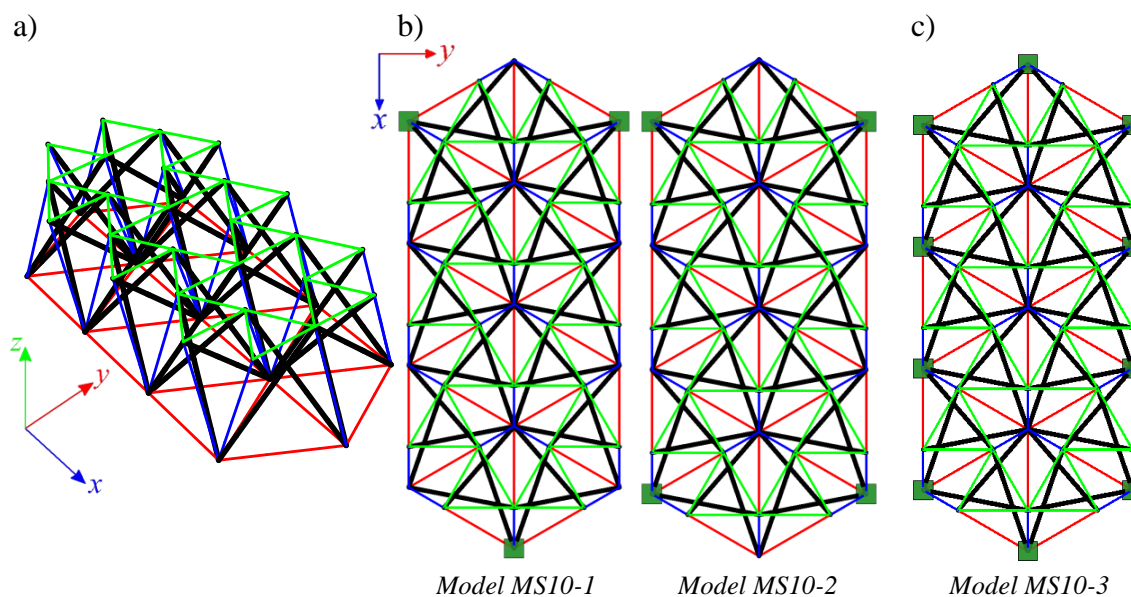 a)
b)
c)
y
x
z
y
x
Model MS10-1
Model MS10-2
Model MS10-3